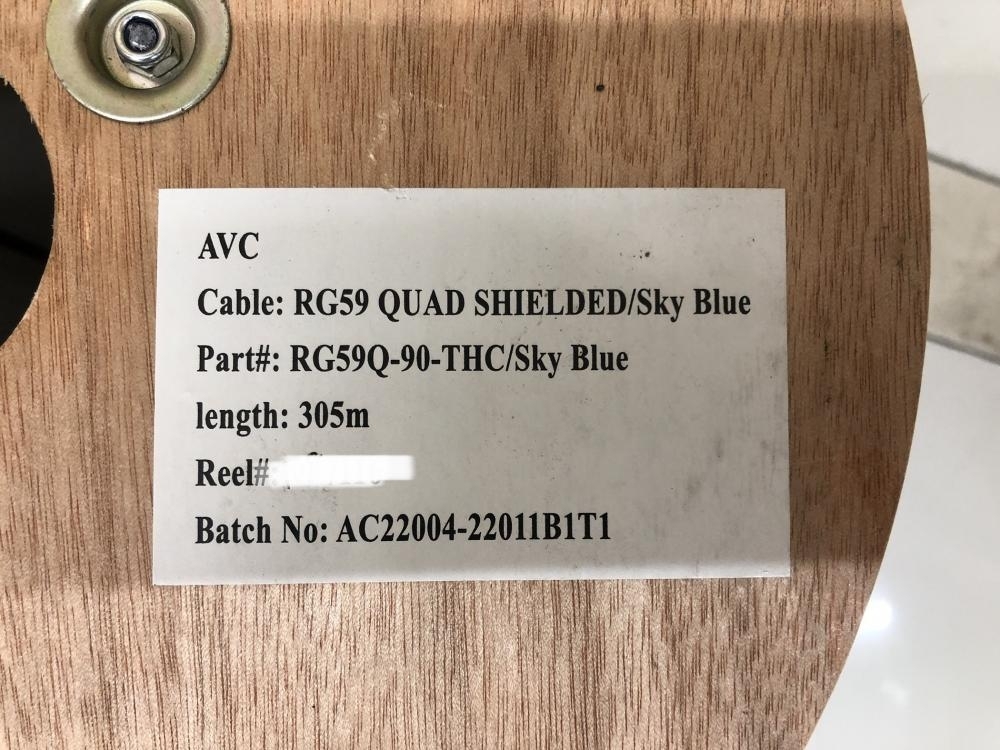 AVC
Cable: RG59 QUAD SHIELDED/Sky Blue
Part#: RG59Q-90-THC/Sky Blue
length: 305m
Reel#:
Batch No: AC22004-22011B1T1